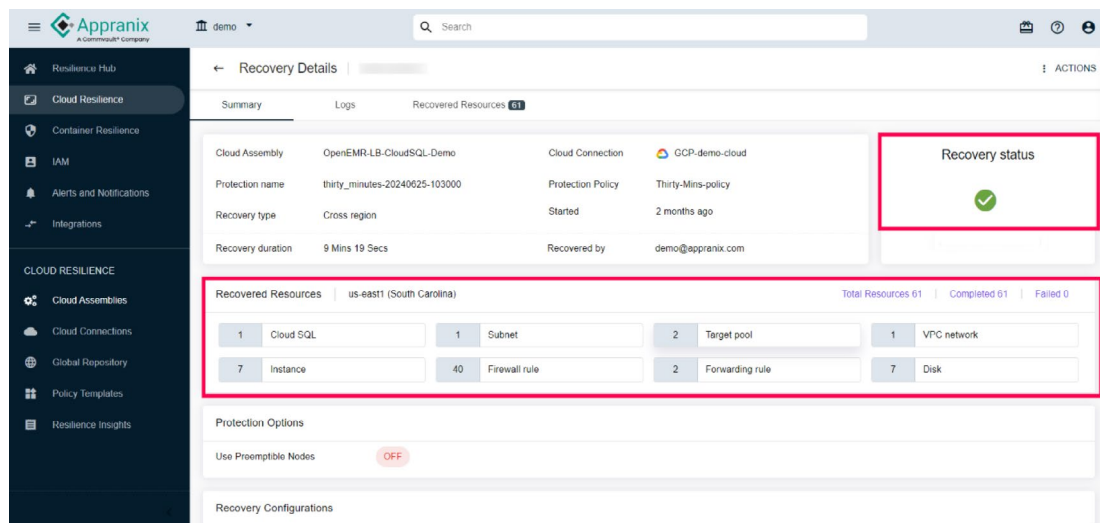 Appranix
A Commvault® Company
demo
Search
Resilience Hub
Cloud Resilience
Container Resilience
IAM
Alerts and Notifications
Integrations
CLOUD RESILIENCE
Cloud Assemblies
Cloud Connections
Global Repository
Policy Templates
Resilience Insights
← Recovery Details
ACTIONS
Summary Logs Recovered Resources 61
Cloud Assembly OpenEMR-LB-CloudSQL-Demo Cloud Connection GCP-demo-cloud
Protection name thirty_minutes-20240625-103000 Protection Policy Thirty-Mins-policy
Recovery type Cross region Started 2 months ago
Recovery duration 9 Mins 19 Secs Recovered by demo@appranix.com
Recovery status
Recovered Resources us-east1 (South Carolina) Total Resources 61 | Completed 61 | Failed 0
1 Cloud SQL 1 Subnet 2 Target pool 1 VPC network
7 Instance 40 Firewall rule 2 Forwarding rule 7 Disk
Protection Options
Use Preemptible Nodes OFF
Recovery Configurations